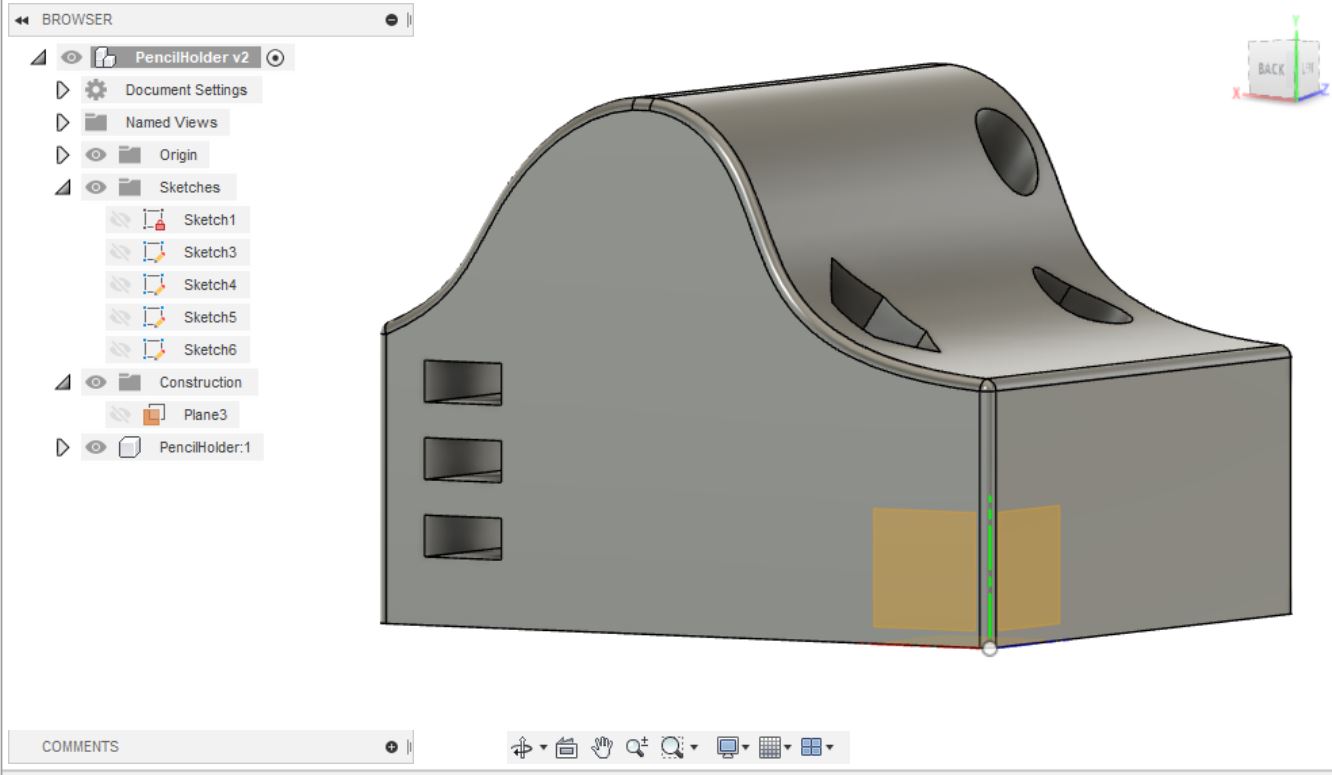 BROWSER
PencilHolder v2
Document Settings
Named Views
Origin
Sketches
Sketch1
Sketch3
Sketch4
Sketch5
Sketch6
Construction
Plane3
PencilHolder:1
COMMENTS
Y
BACK
X
Z